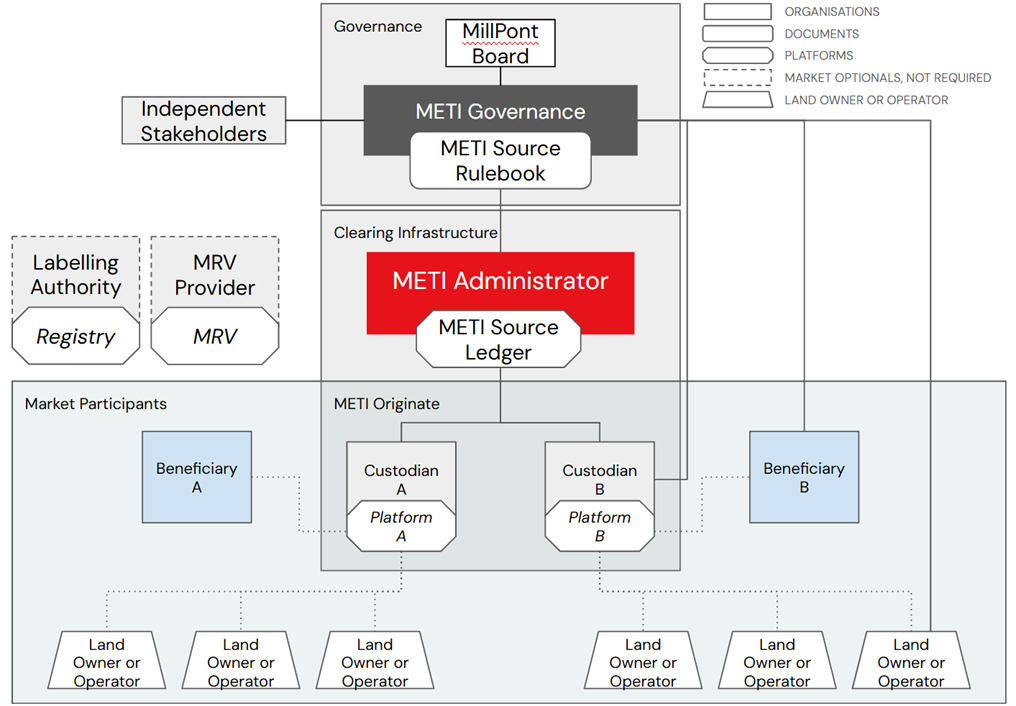 Governance
MillPont
Board
ORGANISATIONS
DOCUMENTS
PLATFORMS
MARKET OPTIONALS, NOT REQUIRED
LAND OWNER OR OPERATOR
Independent
Stakeholders
METI Governance
METI Source
Rulebook
Clearing Infrastructure
METI Administrator
METI Source
Ledger
Labelling
Authority
Registry
MRV
Provider
MRV
Market Participants
METI Originate
Beneficiary
A
Custodian
A
Platform
A
Custodian
B
Platform
B
Beneficiary
B
Land
Owner or
Operator
Land
Owner or
Operator
Land
Owner or
Operator
Land
Owner or
Operator
Land
Owner or
Operator
Land
Owner or
Operator